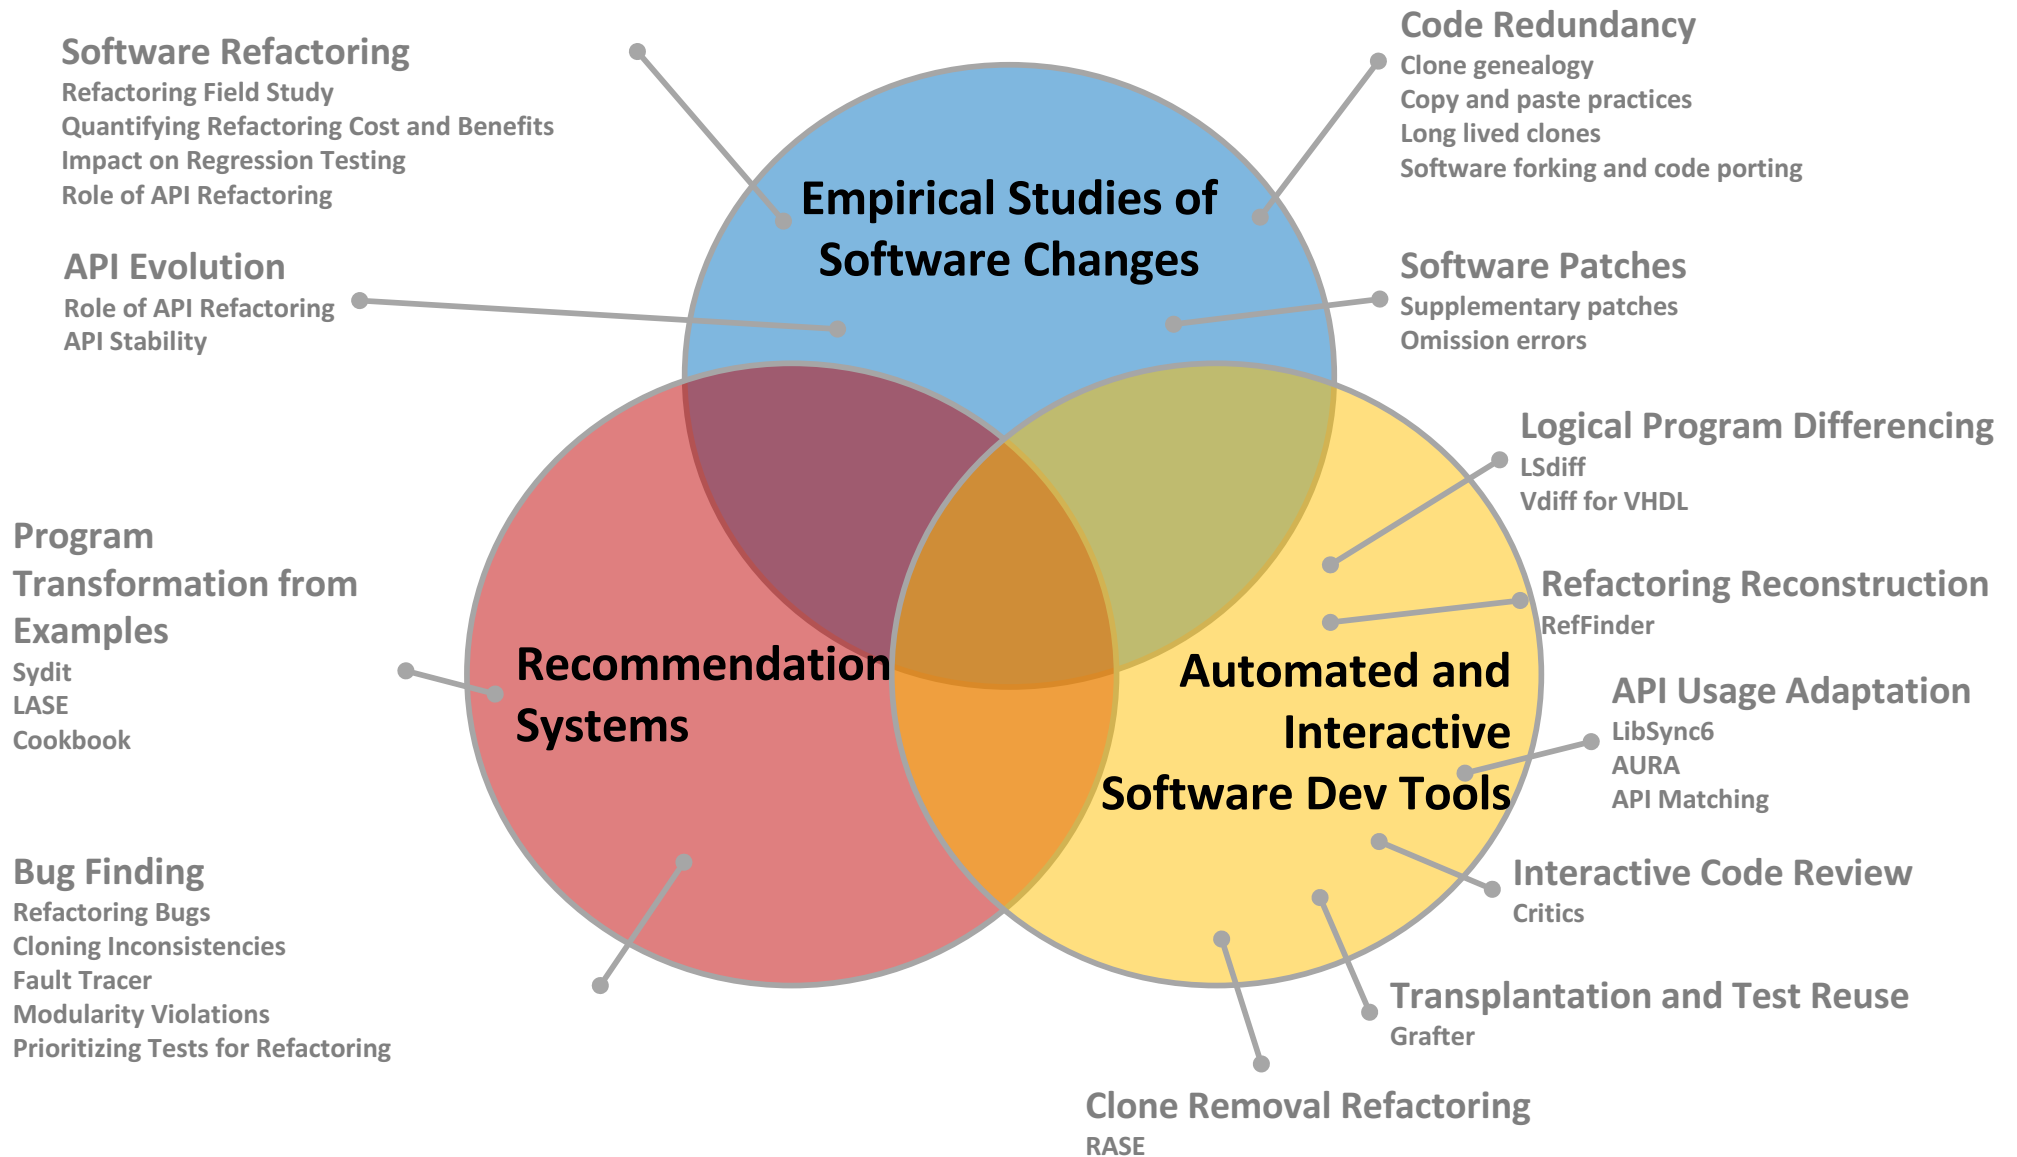 Software Refactoring
Refactoring Field Study
Quantifying Refactoring Cost and Benefits
Impact on Regression Testing
Role of API Refactoring
API Evolution
Role of API Refactoring
API Stability
Code Redundancy
Clone genealogy
Copy and paste practices
Long lived clones
Software forking and code porting
Software Patches
Supplementary patches
Omission errors
Empirical Studies of
Software Changes
Logical Program Differencing
LSdiff
Vdiff for VHDL
Refactoring Reconstruction
RefFinder
Program
Transformation from
Examples
Sydit
LASE
Cookbook
Recommendation
Systems
Automated and
Interactive
Software Dev Tools
API Usage Adaptation
LibSync6
AURA
API Matching
Bug Finding
Refactoring Bugs
Cloning Inconsistencies
Fault Tracer
Modularity Violations
Prioritizing Tests for Refactoring
Interactive Code Review
Critics
Transplantation and Test Reuse
Grafter
Clone Removal Refactoring
RASE